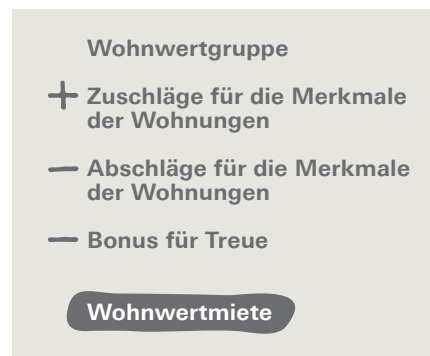 Wohnwertgruppe
+ Zuschläge für die Merkmale
der Wohnungen
– Abschläge für die Merkmale
der Wohnungen
– Bonus für Treue
Wohnwertmiete